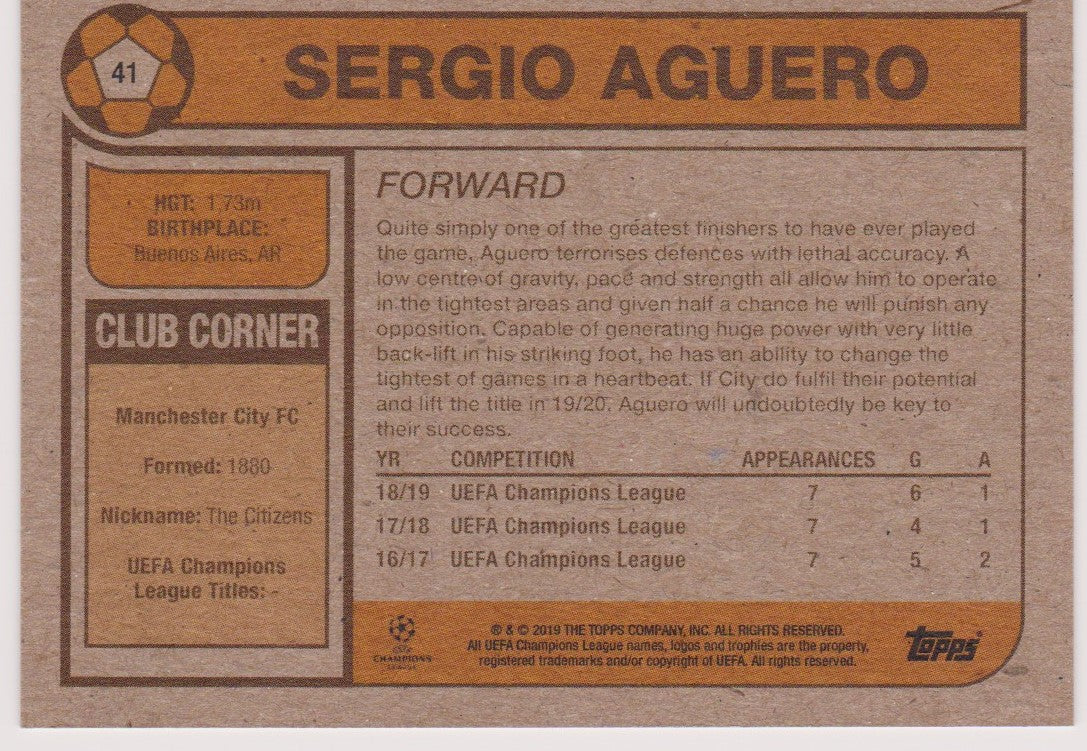 41
SERGIO AGUERO
HGT: 1.73m
BIRTHPLACE:
Buenos Aires, AR
CLUB CORNER
Manchester City FC
Formed: 1880
Nickname: The Citizens
UEFA Champions
League Titles: -
FORWARD
Quite simply one of the greatest finishers to have ever played
the game, Aguero terrorises defences with lethal accuracy. A
low centre of gravity, pace and strength all allow him to operate
in the tightest areas and given half a chance he will punish any
opposition. Capable of generating huge power with very little
back-lift in his striking foot, he has an ability to change the
tightest of games in a heartbeat. If City do fulfil their potential
and lift the title in 19/20, Aguero will undoubtedly be key to
their success.
YR COMPETITION APPEARANCES G A
18/19 UEFA Champions League 7 6 1
17/18 UEFA Champions League 7 4 1
16/17 UEFA Champions League 7 5 2
UEFA
CHAMPIONS
LEAGUE
® & © 2019 THE TOPPS COMPANY, INC. ALL RIGHTS RESERVED.
All UEFA Champions League names, logos and trophies are the property,
registered trademarks and/or copyright of UEFA. All rights reserved.
topps